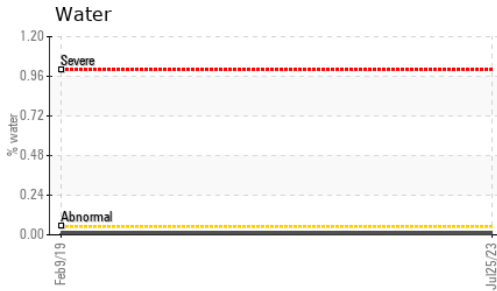 Water
1.20
Severe
0.96
0.72
% water
0.48
0.24
Abnormal
0.00
Feb9/19
Jul25/23